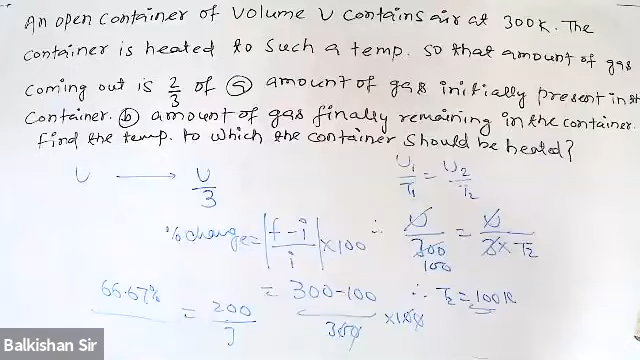 An open container of volume V contains air at 300K. The
container is heated to such a temp. so that amount of gas
coming out is 2/3 of ⓐ amount of gas initially present in th
container. ⓑ amount of gas finally remaining in the container.
find the temp. to which the container should be heated?
V ⟶ V/3
V1/T1 = V2/T2
% change = |f-i/i| × 100
∴ V/300 = V/3×T2
100
66.67%
= 300-100/300 × 100
∴ T2 = 100K
= 200/3
Balkishan Sir